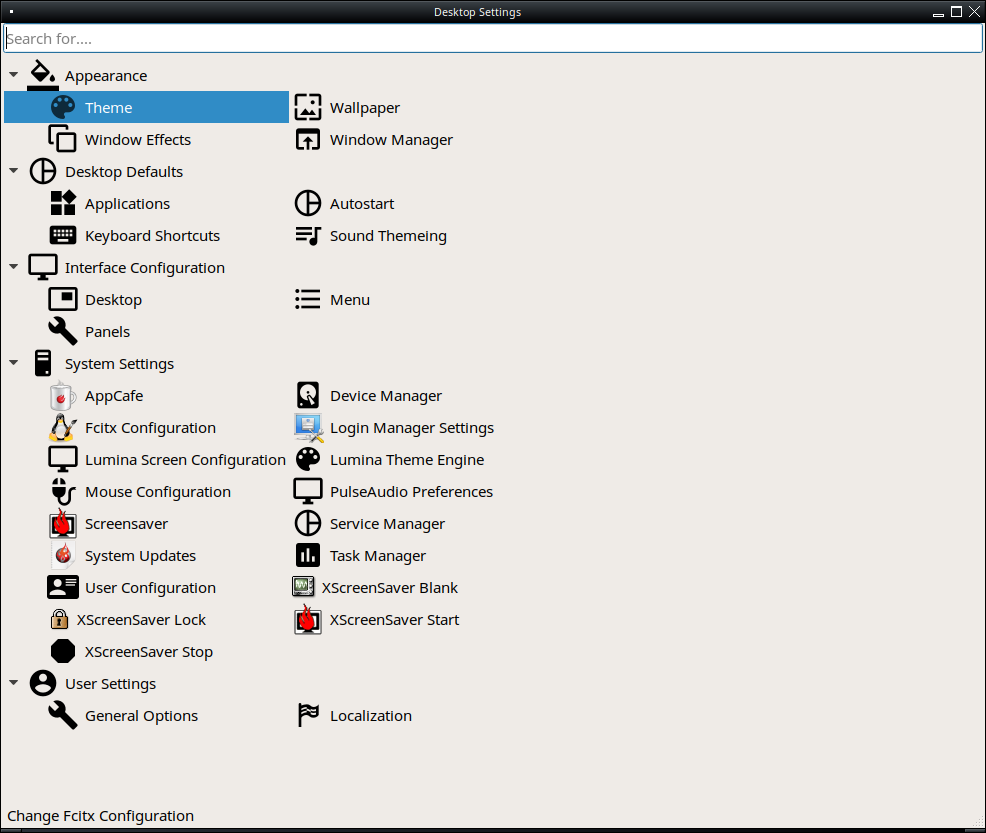 Desktop Settings
Search for....
Appearance
Theme Wallpaper
Window Effects Window Manager
Desktop Defaults
Applications Autostart
Keyboard Shortcuts Sound Themeing
Interface Configuration
Desktop Menu
Panels
System Settings
AppCafe Device Manager
Fcitx Configuration Login Manager Settings
Lumina Screen Configuration Lumina Theme Engine
Mouse Configuration PulseAudio Preferences
Screensaver Service Manager
System Updates Task Manager
User Configuration XScreenSaver Blank
XScreenSaver Lock XScreenSaver Start
XScreenSaver Stop
User Settings
General Options Localization
Change Fcitx Configuration